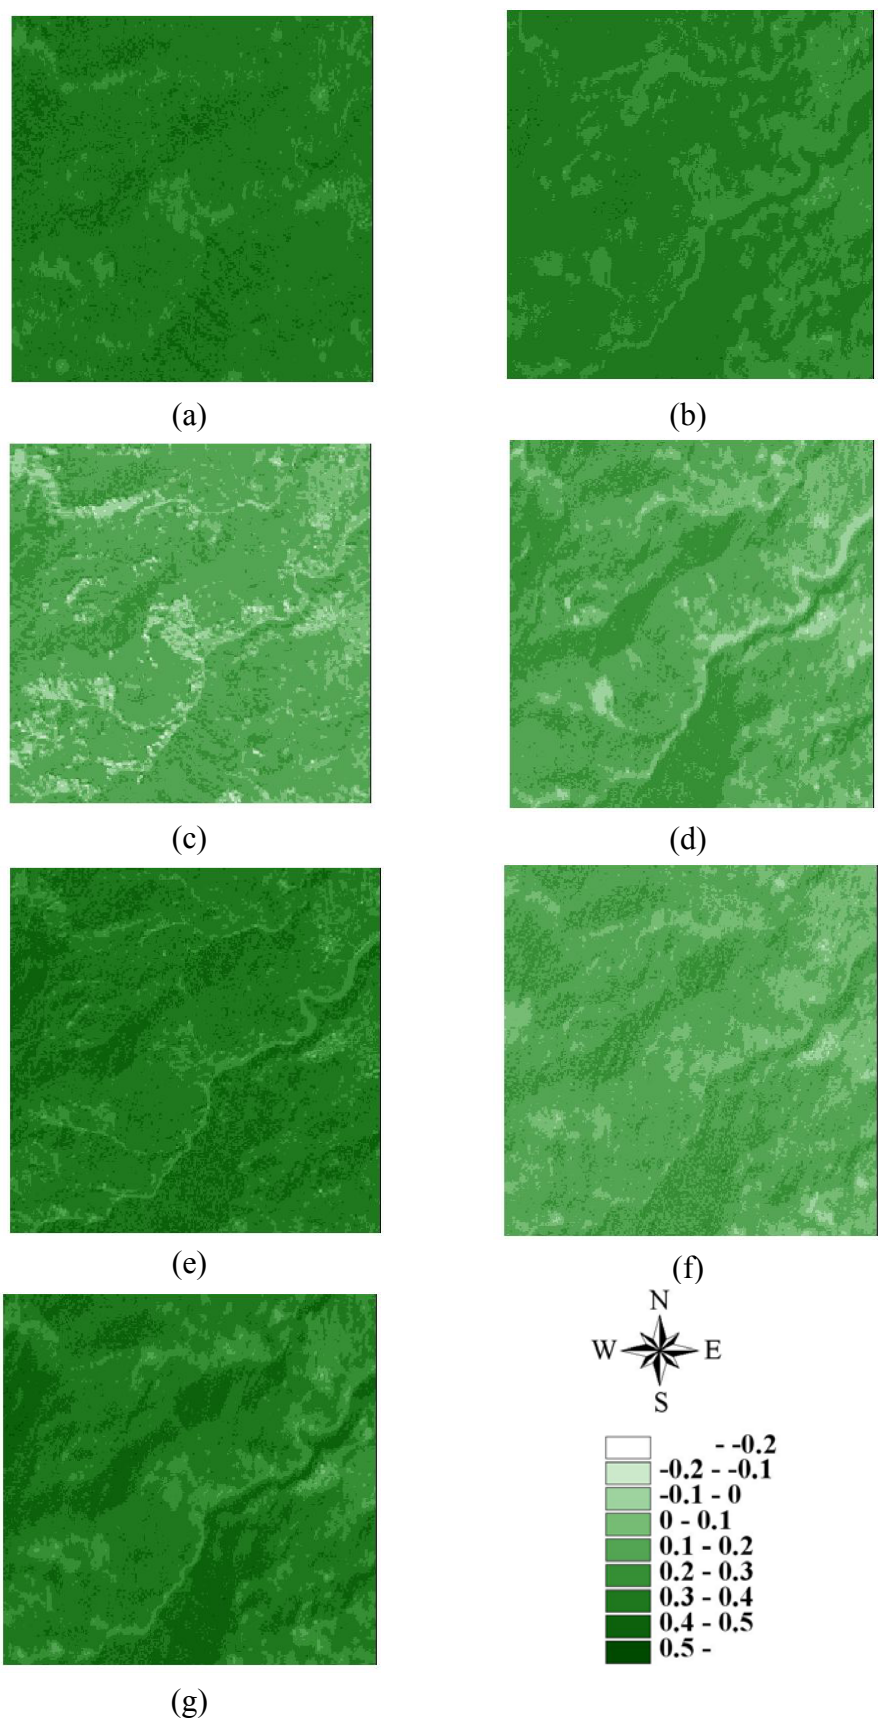 (a)
(b)
(c)
(d)
(e)
(f)
(g)
N
W E
S
- -0.2
-0.2 - -0.1
-0.1 - 0
0 - 0.1
0.1 - 0.2
0.2 - 0.3
0.3 - 0.4
0.4 - 0.5
0.5 -